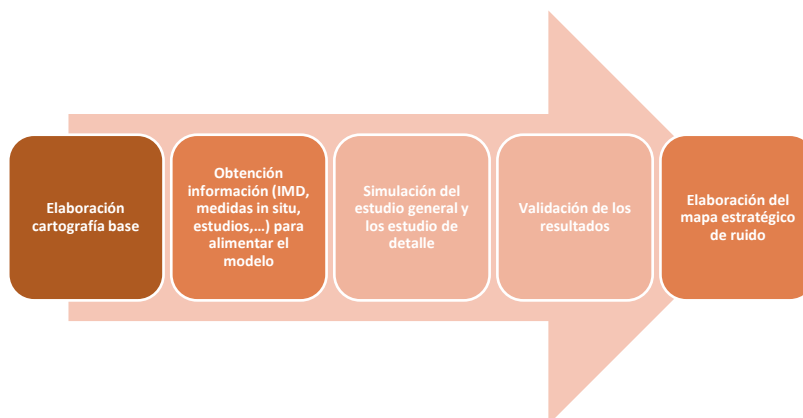 Elaboración
cartografía base
Obtención
información (IMD,
medidas in situ,
estudios,...) para
alimentar el
modelo
Simulación del
estudio general y
los estudio de
detalle
Validación de los
resultados
Elaboración del
mapa estratégico
de ruido